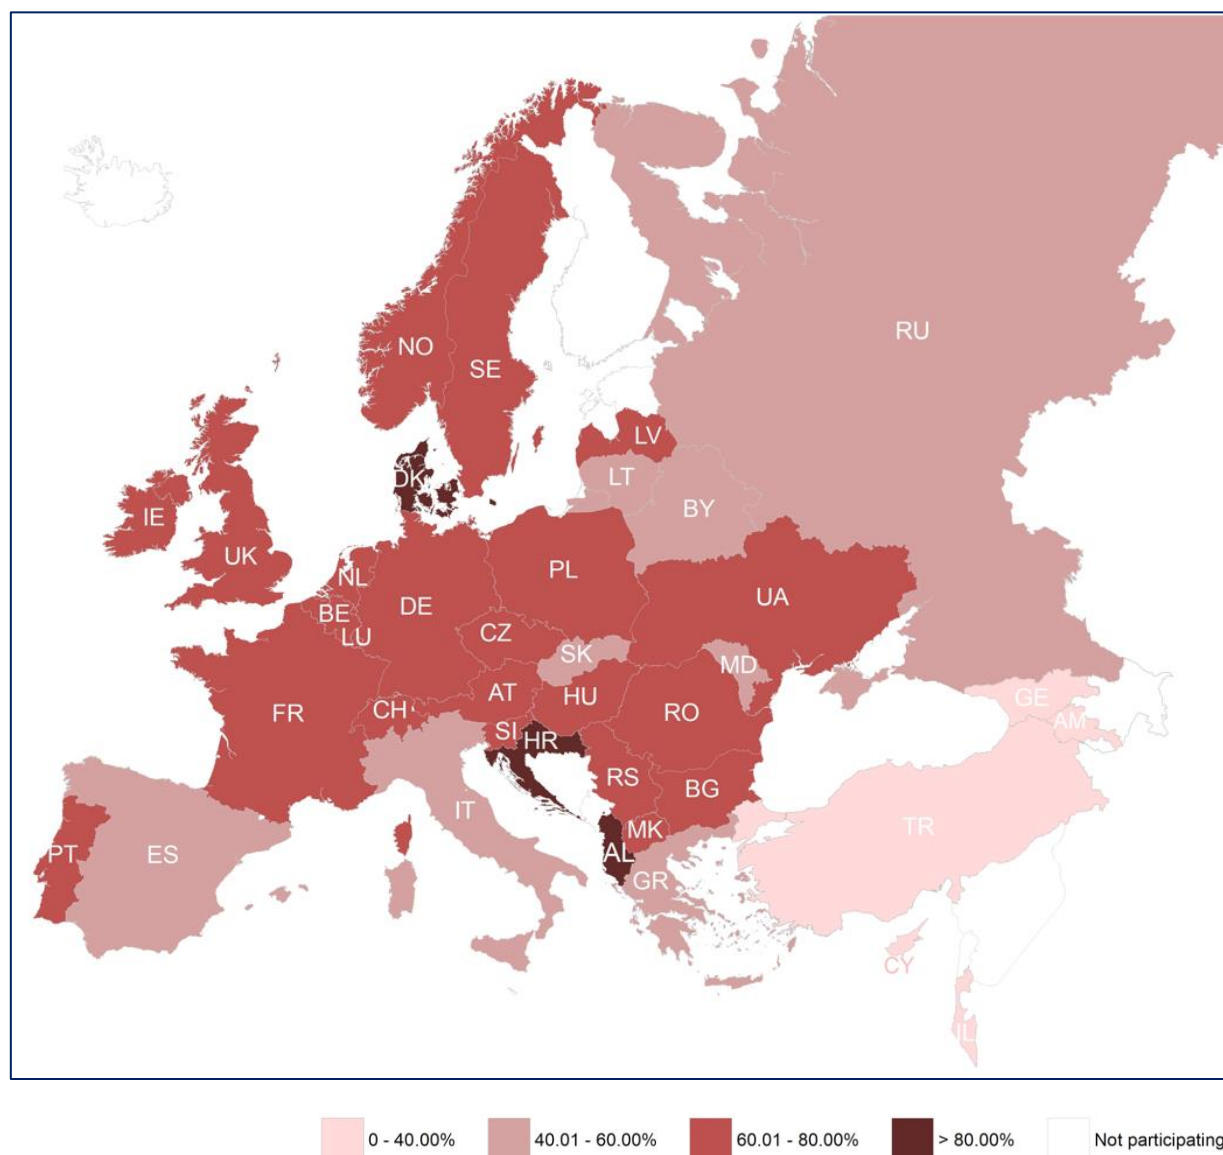 RU
NO
SE
LV
DK
LT
BY
IE
UK
NL
PL
BE
DE
UA
LU
CZ
SK
MD
AT
HU
FR
CH
RO
GE
SI
HR
AM
RS
BG
IT
MK
TR
PT
ES
AL
GR
CY
IL
0 - 40.00%
40.01 - 60.00%
60.01 - 80.00%
> 80.00%
Not participating